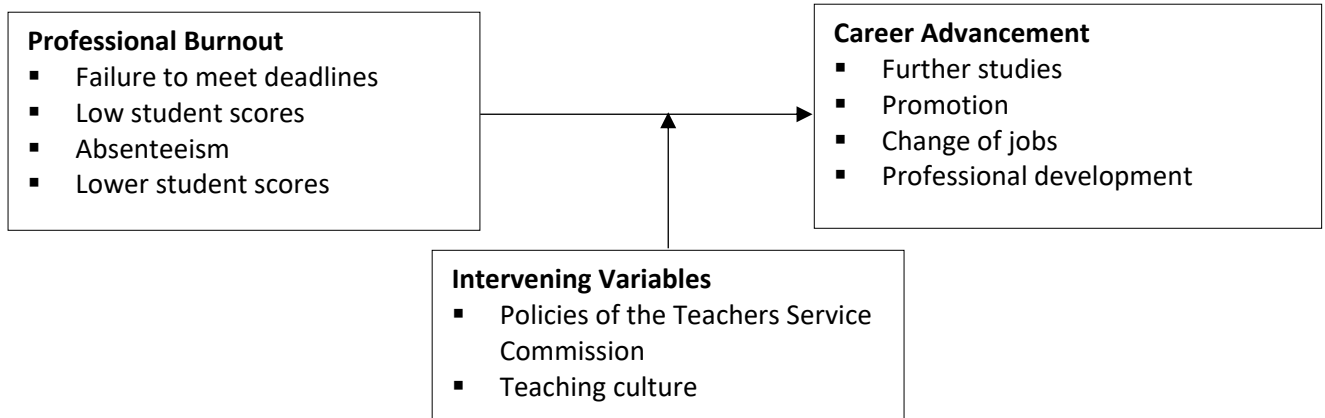 Professional Burnout
▪ Failure to meet deadlines
▪ Low student scores
▪ Absenteeism
▪ Lower student scores
Career Advancement
▪ Further studies
▪ Promotion
▪ Change of jobs
▪ Professional development
Intervening Variables
▪ Policies of the Teachers Service
Commission
▪ Teaching culture